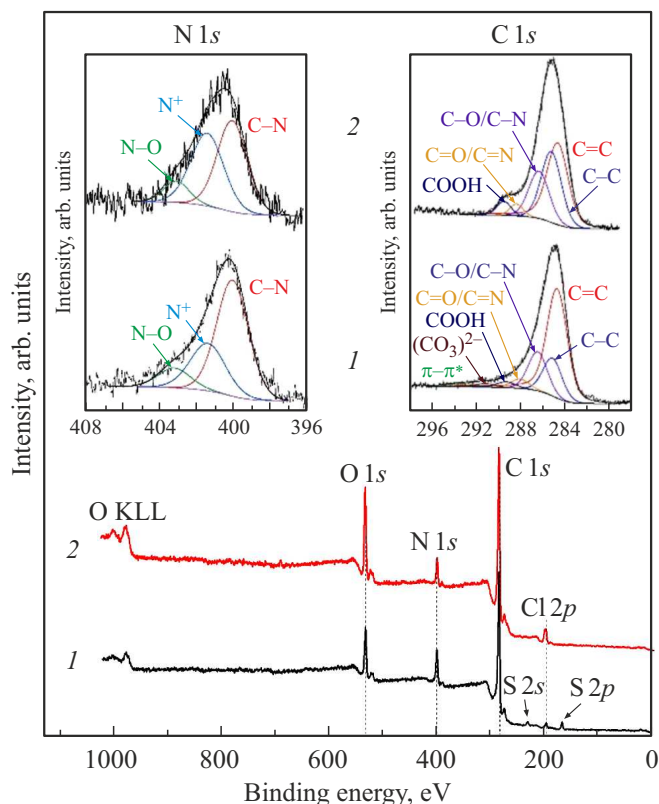 N 1s
C 1s
Intensity, arb. units
N–O
N⁺
C–N
2
Intensity, arb. units
C–O/C–N
C=O/C=N
COOH
C=C
C–C
N–O
N⁺
C–N
1
C–O/C–N
C=O/C=N
COOH
(CO₃)²⁻
π–π*
C=C
C–C
408 404 400 396
296 292 288 284 280
Intensity, arb. units
O KLL
O 1s
N 1s
C 1s
Cl 2p
2
1
S 2s
S 2p
1000 800 600 400 200 0
Binding energy, eV